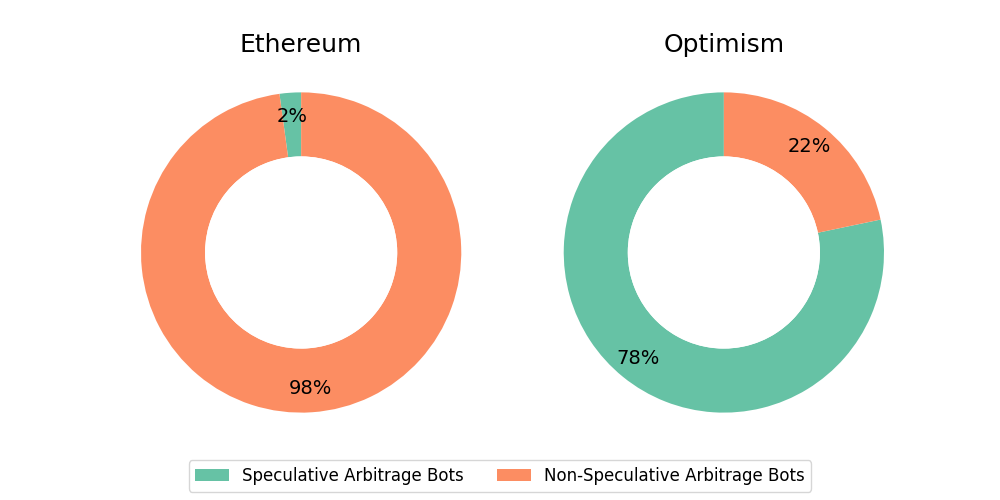 Ethereum
Optimism
2%
98%
22%
78%
Speculative Arbitrage Bots
Non-Speculative Arbitrage Bots